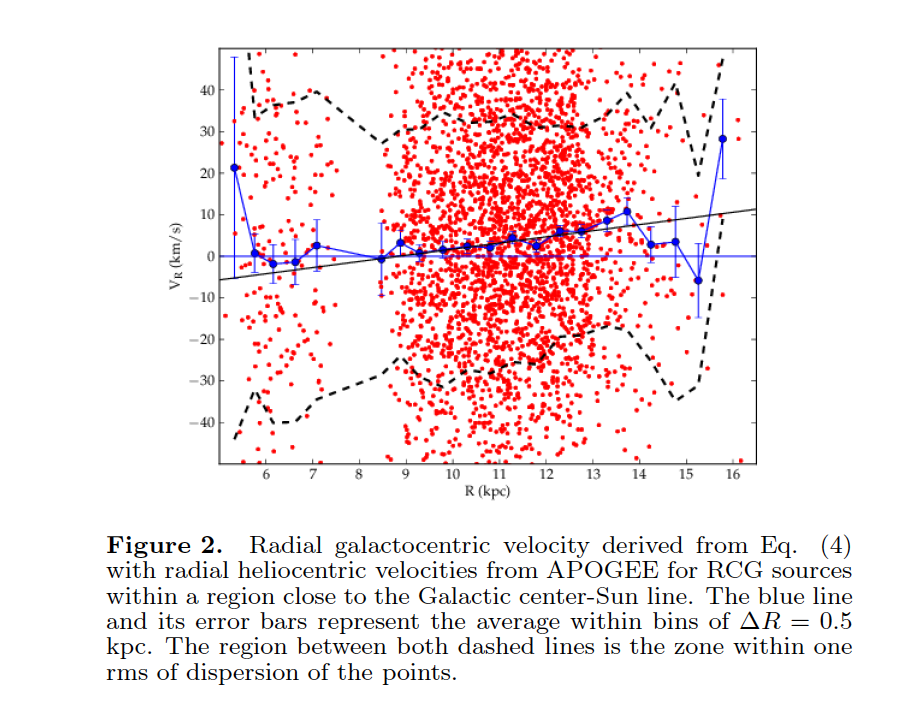 40
30
20
10
0
−10
−20
−30
−40
V_R (km/s)
6 7 8 9 10 11 12 13 14 15 16
R (kpc)
Figure 2. Radial galactocentric velocity derived from Eq. (4)
with radial heliocentric velocities from APOGEE for RCG sources
within a region close to the Galactic center-Sun line. The blue line
and its error bars represent the average within bins of ΔR = 0.5
kpc. The region between both dashed lines is the zone within one
rms of dispersion of the points.